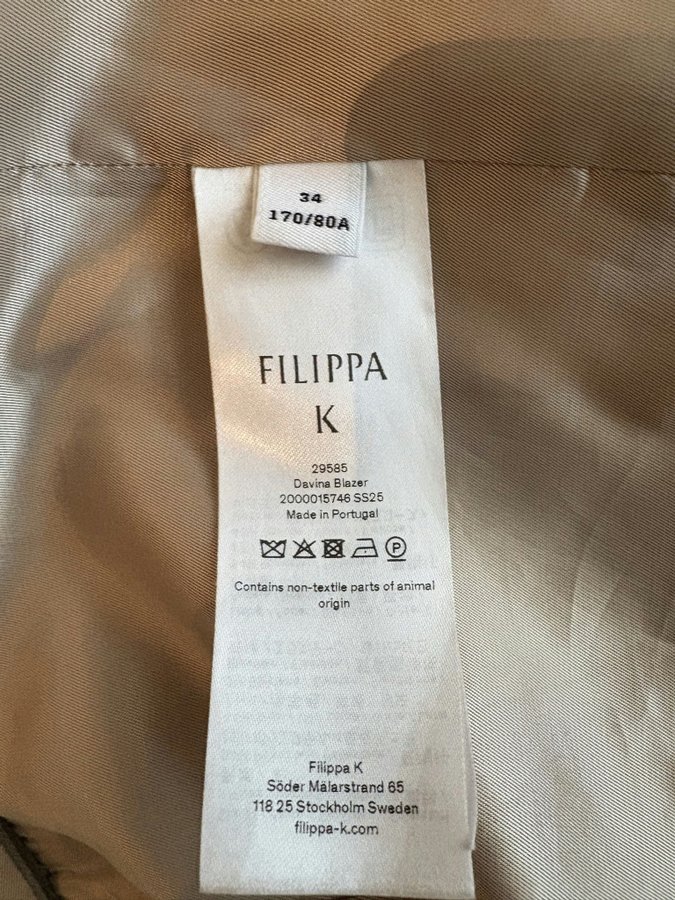 34
170/80A
FILIPPA
K
29585
Davina Blazer
2000015746 SS25
Made in Portugal
Contains non-textile parts of animal
origin
Filippa K
Söder Mälarstrand 65
118 25 Stockholm Sweden
filippa-k.com